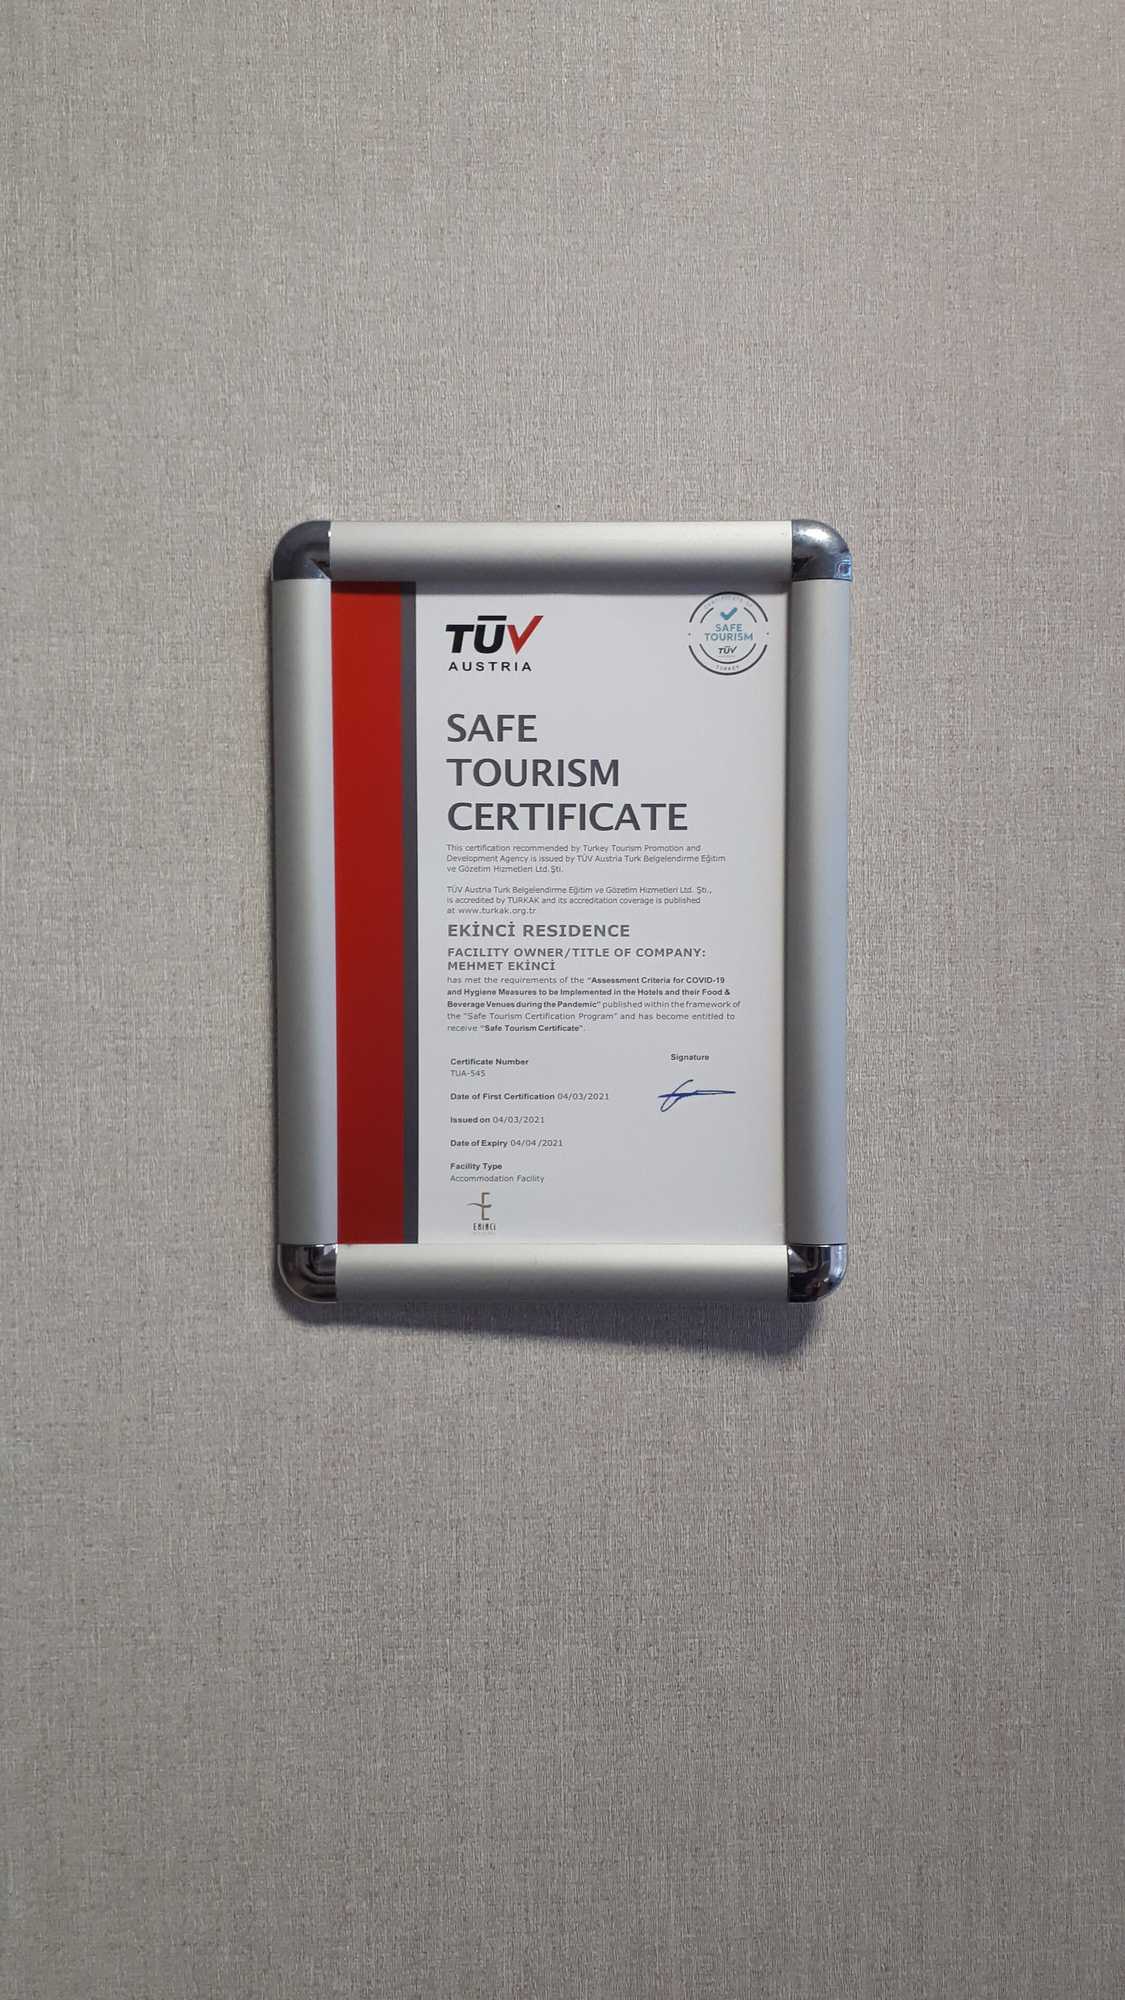 TÜV
AUSTRIA
SAFE
TOURISM
TÜV
TURKEY
SAFE
TOURISM
CERTIFICATE
This certification recommended by Turkey Tourism Promotion and
Development Agency is issued by TÜV Austria Turk Belgelendirme Eğitim
ve Gözetim Hizmetleri Ltd. Şti.
TÜV Austria Turk Belgelendirme Eğitim ve Gözetim Hizmetleri Ltd. Şti.,
is accredited by TURKAK and its accreditation coverage is published
at www.turkak.org.tr
EKİNCİ RESIDENCE
FACILITY OWNER/TITLE OF COMPANY:
MEHMET EKİNCİ
has met the requirements of the "Assessment Criteria for COVID-19
and Hygiene Measures to be Implemented in the Hotels and their Food &
Beverage Venues during the Pandemic" published within the framework of
the "Safe Tourism Certification Program" and has become entitled to
receive "Safe Tourism Certificate".
Certificate Number
TUA-545
Signature
Date of First Certification 04/03/2021
Issued on 04/03/2021
Date of Expiry 04/04/2021
Facility Type
Accommodation Facility
E
EKİNCİ